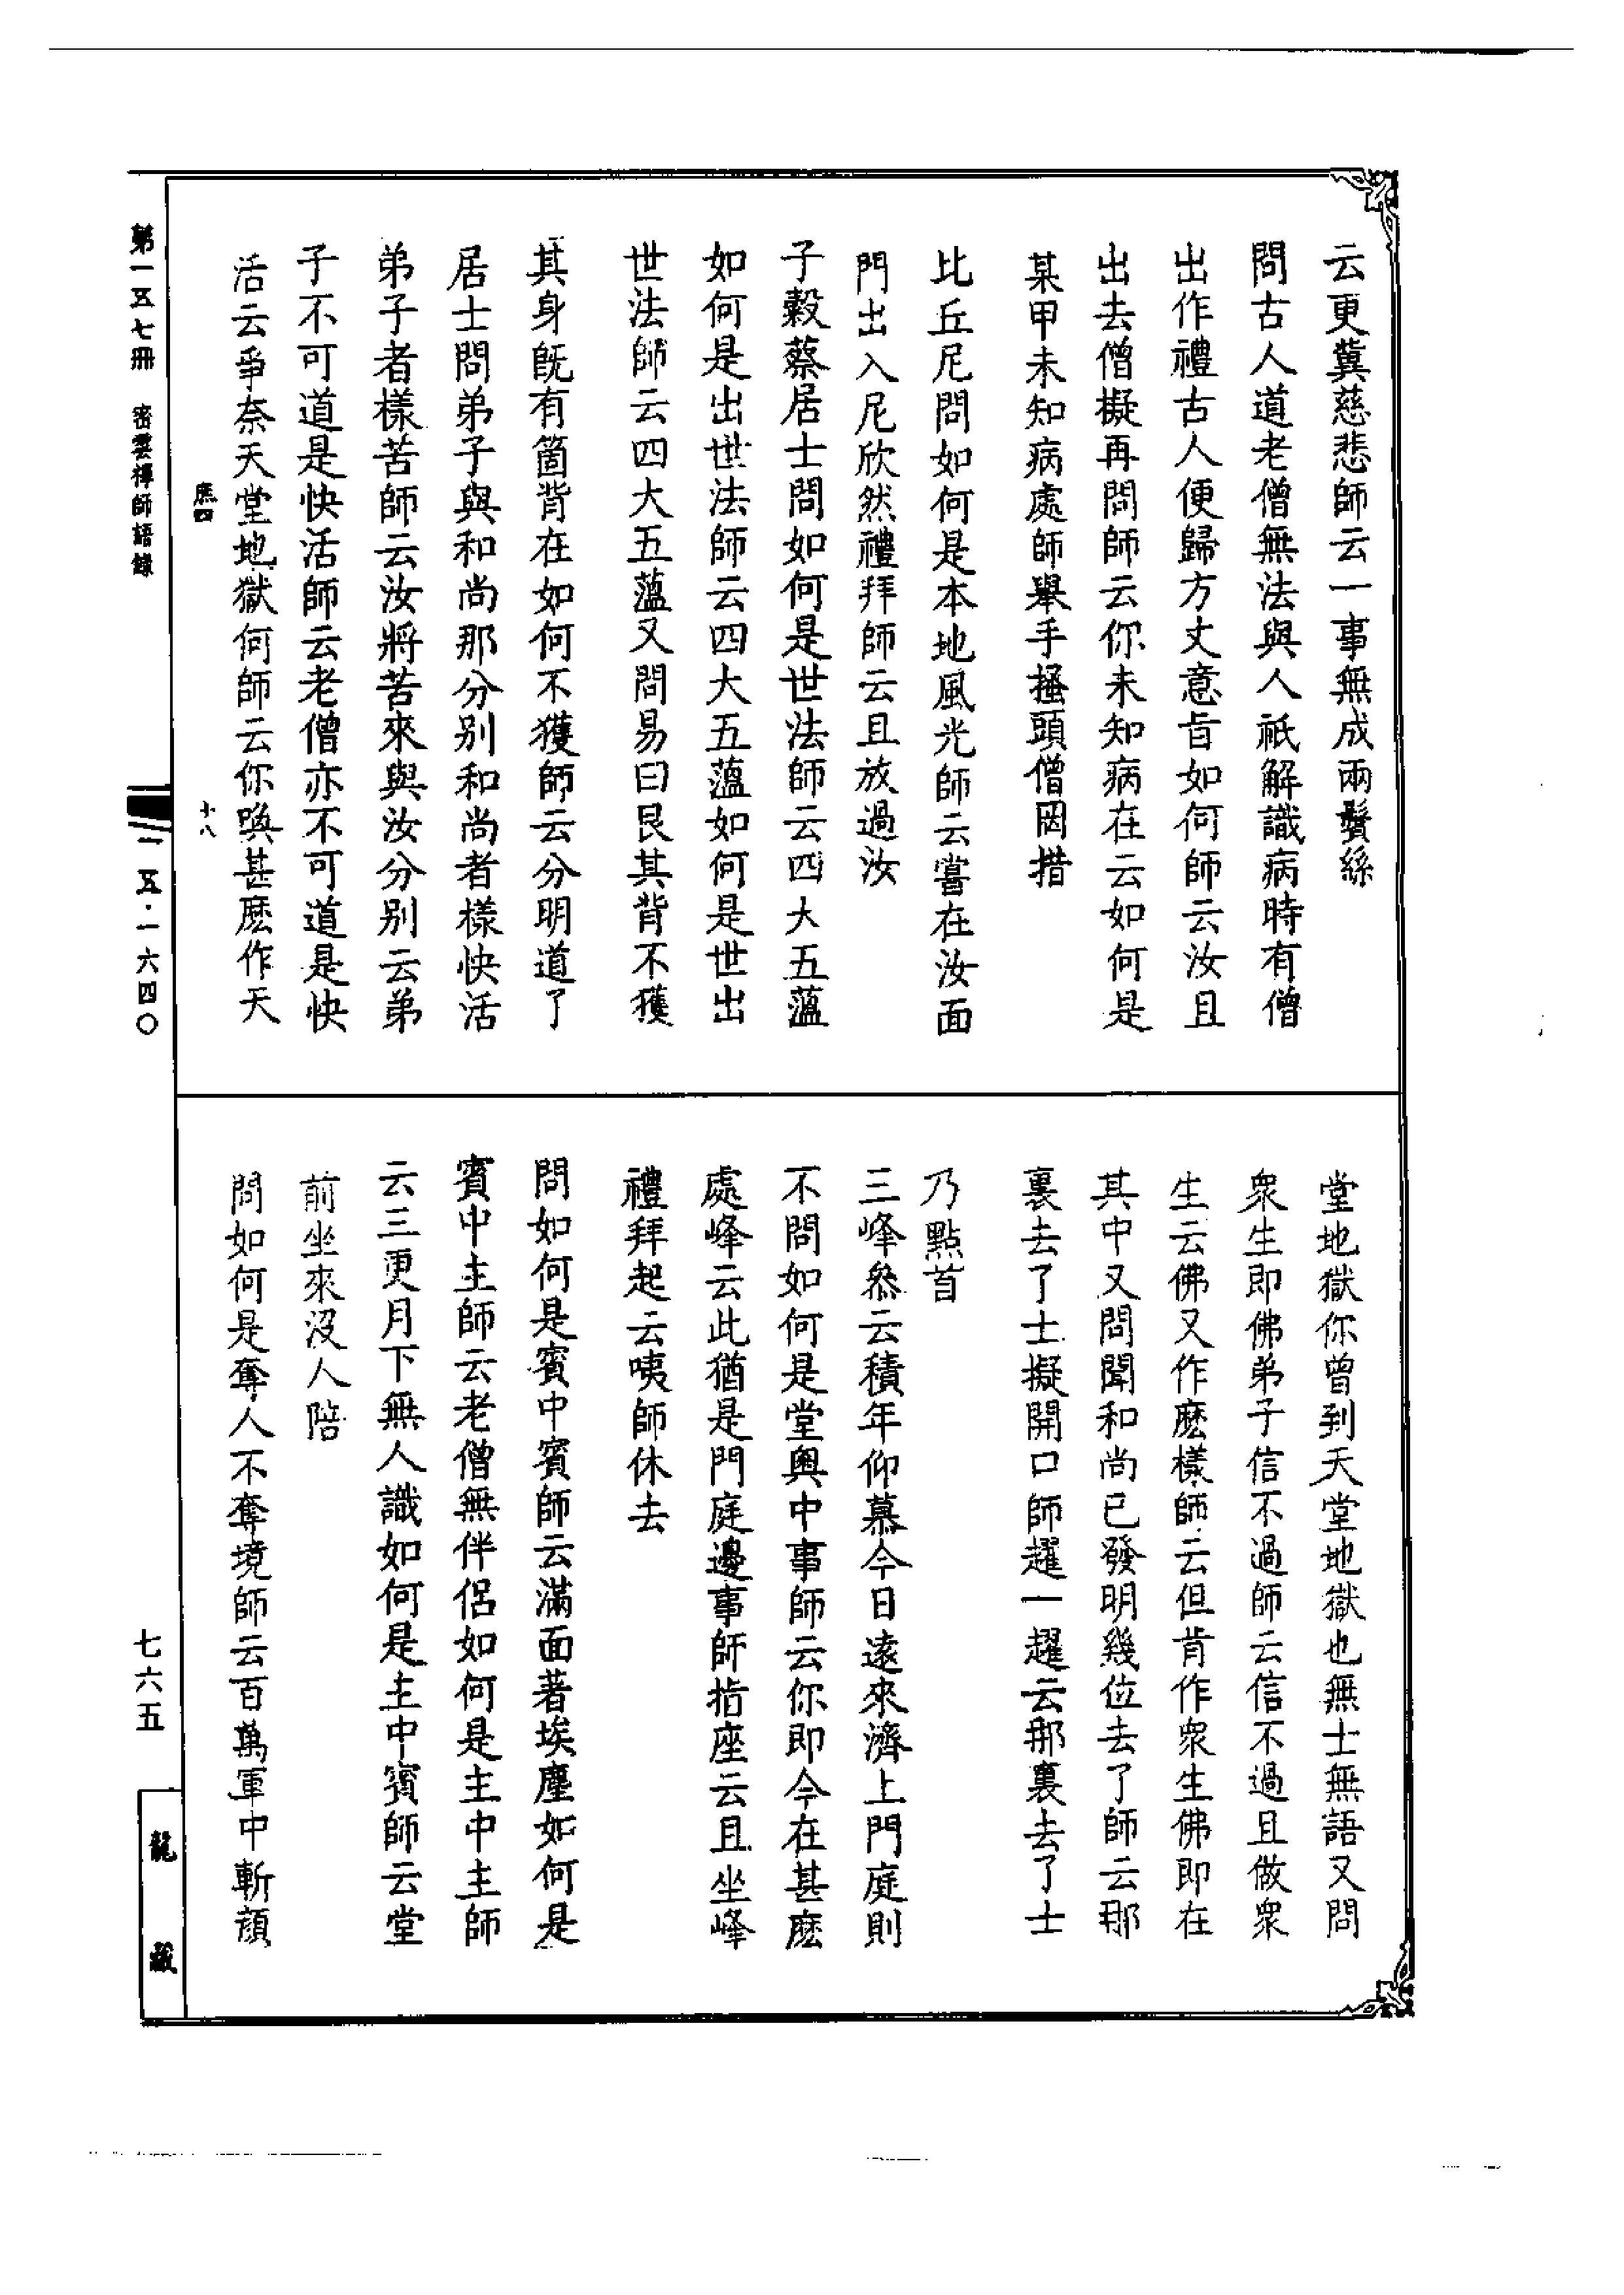 云更冀慈悲師云一事無成兩鬢絲
問古人道老僧無法與人祇解識病時有僧
出作禮古人便歸方丈意旨如何師云汝且
出去僧擬再問師云你未知病在云如何是
某甲未知病處師舉手搔頭僧罔措
比丘尼問如何是本地風光師云嘗在汝面
門出入尼欣然禮拜師云且放過汝
子穀蔡居士問如何是世法師云四大五藴
如何是出世法師云四大五藴如何是世出
世法師云四大五藴又問易曰艮其背不獲
其身既有箇背在如何不獲師云分明道了
居士問弟子與和尚那分别和尚者樣快活
弟子者樣苦師云汝將苦來與汝分别云弟
子不可道是快活師云老僧亦不可道是快
活云爭奈天堂地獄何師云你喚甚麽作天
堂地獄你曾到天堂地獄也無士無語又問
衆生即佛弟子信不過師云信不過且做衆
生云佛又作麽樣師云但肯作衆生佛即在
其中又問聞和尚已發明幾位去了師云那
裏去了士擬開口師趯一趯云那裏去了士
乃點首
三峰叅云積年仰慕今日遠來濟上門庭則
不問如何是堂奧中事師云你即今在甚麽
處峰云此猶是門庭邊事師指座云且坐峰
禮拜起云咦師休去
問如何是賓中賓師云滿面著埃塵如何是
賓中主師云老僧無伴侶如何是主中主師
云三更月下無人識如何是主中賓師云堂
前坐來沒人陪
問如何是奪人不奪境師云百萬軍中斬顔
庶四
十八
第一五七冊 密雲禪師語錄
一五·一六四〇
七六五
龍藏